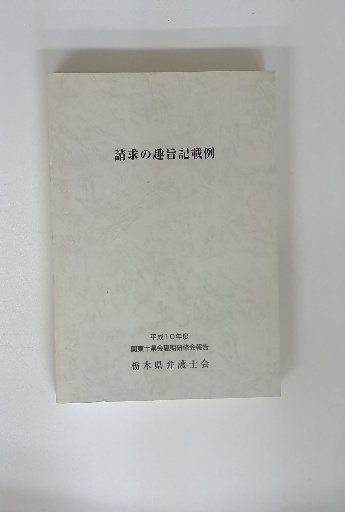 請求の趣旨記載例
平成10年度
関東十県会夏期研修会報告
栃木県弁護士会